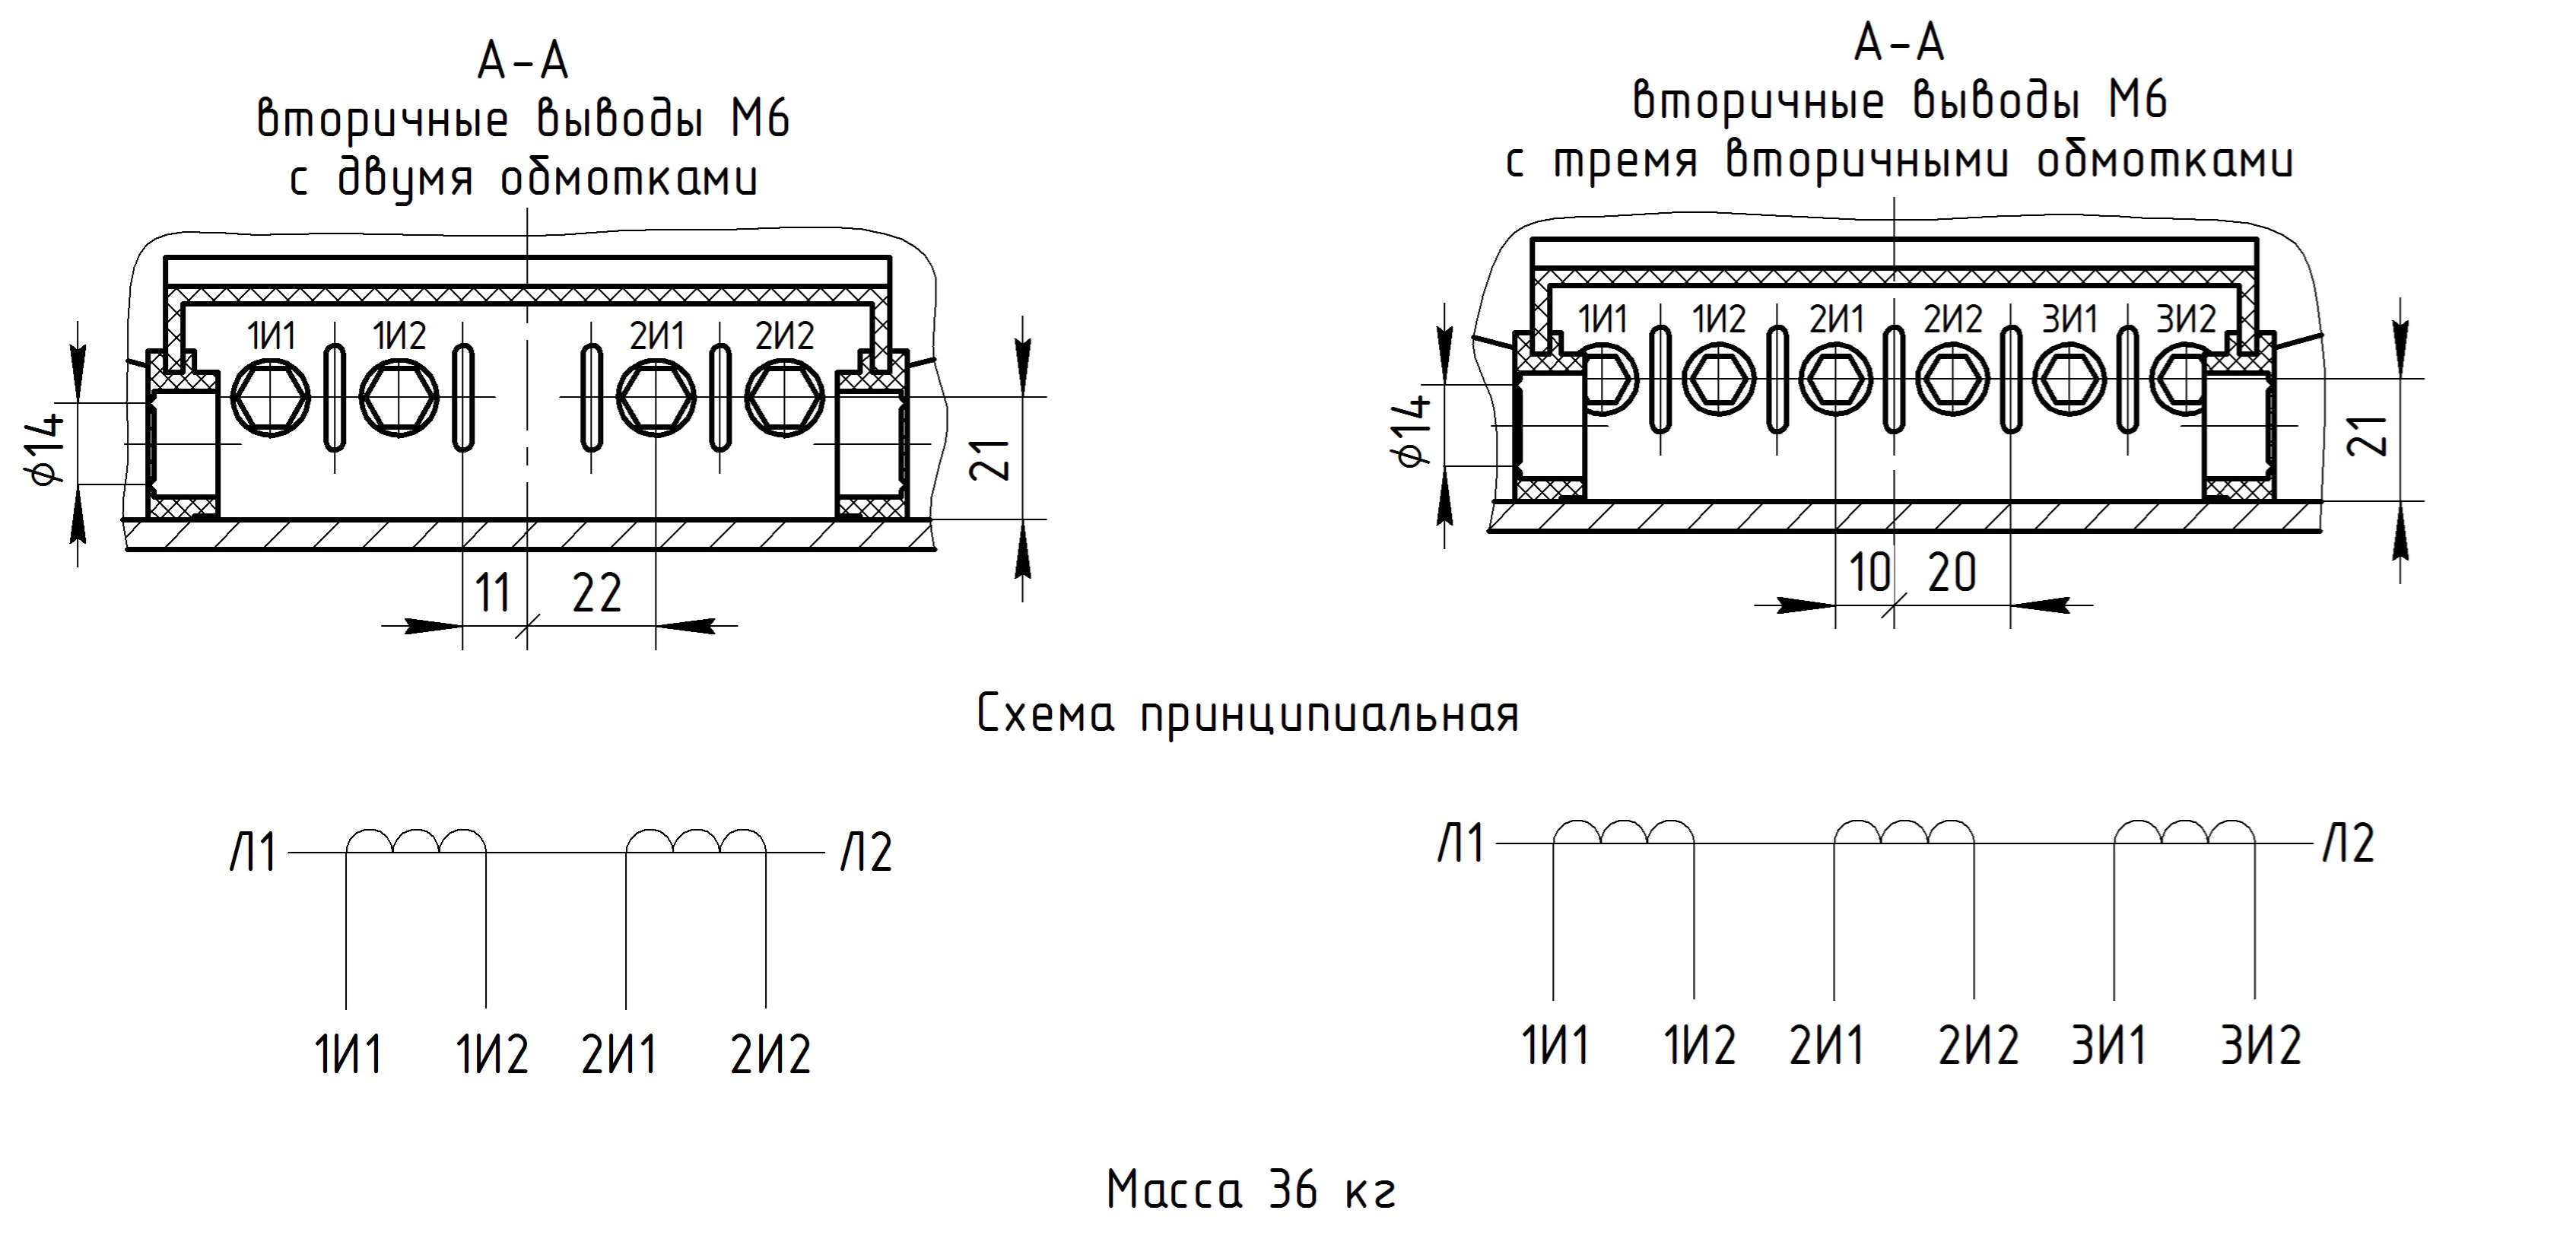 А-А
вторичные выводы М6
с двумя обмотками
1И1 1И2 2И1 2И2
ϕ14
21
11 22
А-А
вторичные выводы М6
с тремя вторичными обмотками
1И1 1И2 2И1 2И2 3И1 3И2
ϕ14
21
10 20
Схема принципиальная
Л1 Л2
1И1 1И2 2И1 2И2
Л1 Л2
1И1 1И2 2И1 2И2 3И1 3И2
Масса 36 кг